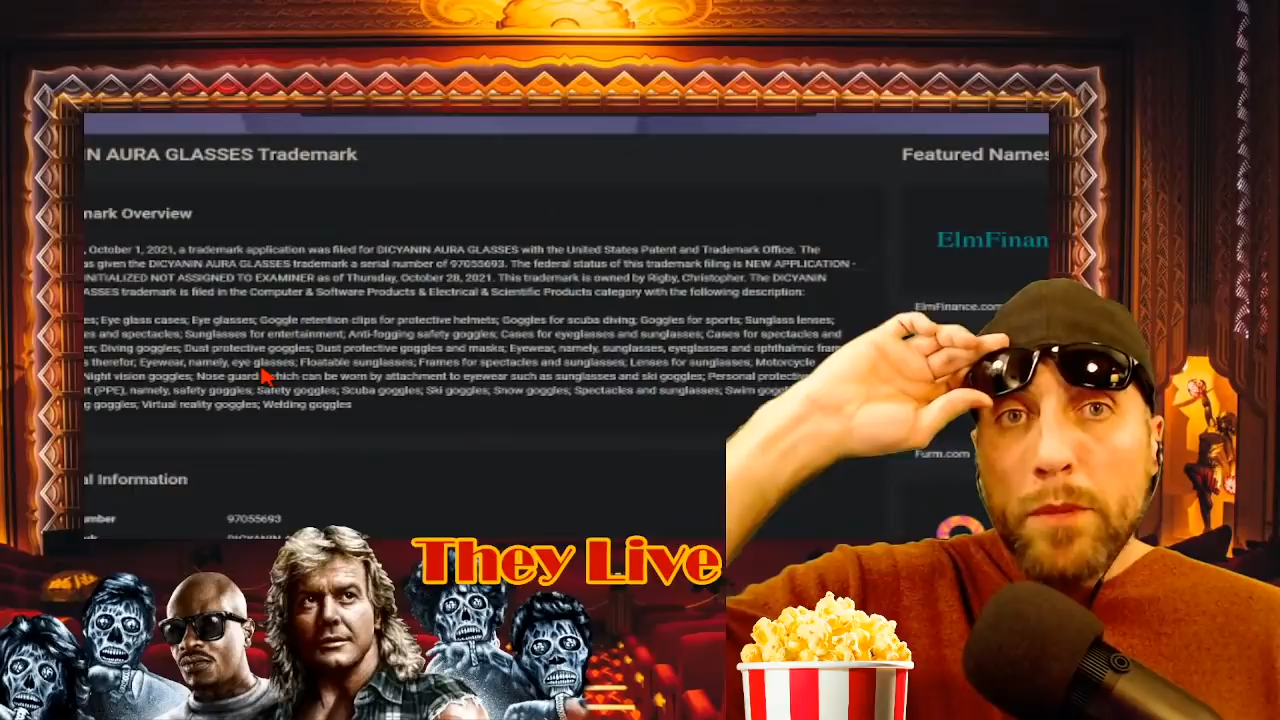 IN AURA GLASSES Trademark
Featured Names
mark Overview
, October 1, 2021, a trademark application was filed for DICYANIN AURA GLASSES with the United States Patent and Trademark Office. The
as given the DICYANIN AURA GLASSES trademark a serial number of 97055693. The federal status of this trademark filing is NEW APPLICATION -
INITIALIZED NOT ASSIGNED TO EXAMINER as of Thursday, October 28, 2021. This trademark is owned by Rigby, Christopher. The DICYANIN
ASSES trademark is filed in the Computer & Software Products & Electrical & Scientific Products category with the following description:
ElmFinan
ElmFinance.com
es; Eye glass cases; Eye glasses; Goggle retention clips for protective helmets; Goggles for scuba diving; Goggles for sports; Sunglass lenses;
es and spectacles; Sunglasses for entertainment; Anti-fogging safety goggles; Cases for eyeglasses and sunglasses; Cases for spectacles and
es; Diving goggles; Dust protective goggles; Dust protective goggles and masks; Eyewear, namely, sunglasses, eyeglasses and ophthalmic fram
s therefor; Eyewear, namely, eye glasses; Floatable sunglasses; Frames for spectacles and sunglasses; Lenses for sunglasses; Motorcycle
Night vision goggles; Nose guard which can be worn by attachment to eyewear such as sunglasses and ski goggles; Personal protec
t (PPE), namely, safety goggles; Safety goggles; Scuba goggles; Ski goggles; Snow goggles; Spectacles and sunglasses; Swim gog
g goggles; Virtual reality goggles; Welding goggles
Furm.com
al Information
umber 97055693
They Live